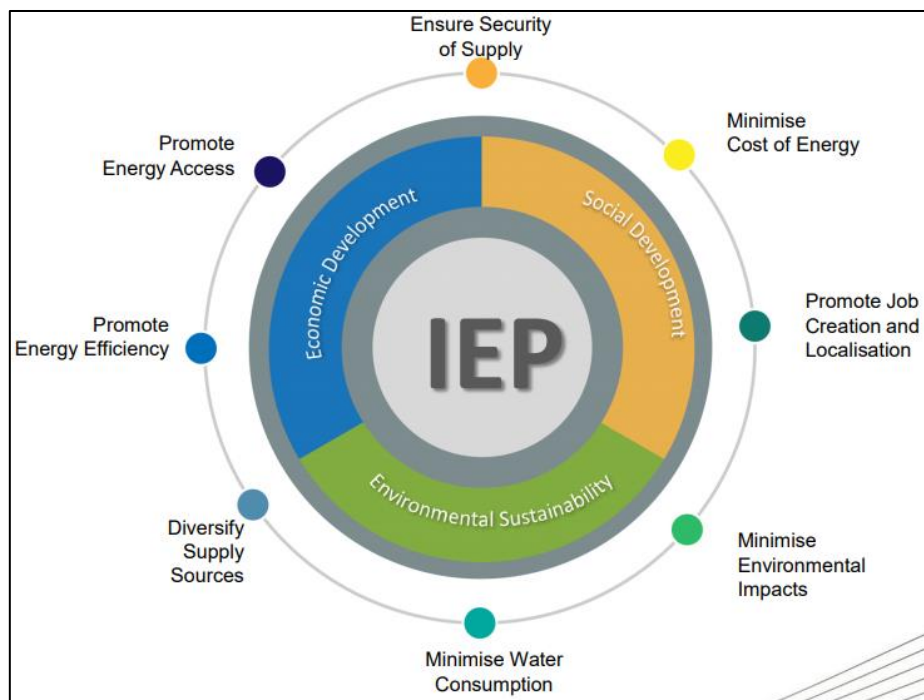 Ensure Security
of Supply
Minimise
Cost of Energy
Promote Job
Creation and
Localisation
Minimise
Environmental
Impacts
Minimise Water
Consumption
Diversify
Supply
Sources
Promote
Energy Efficiency
Promote
Energy Access
Economic Development
Social Development
Environmental Sustainability
IEP